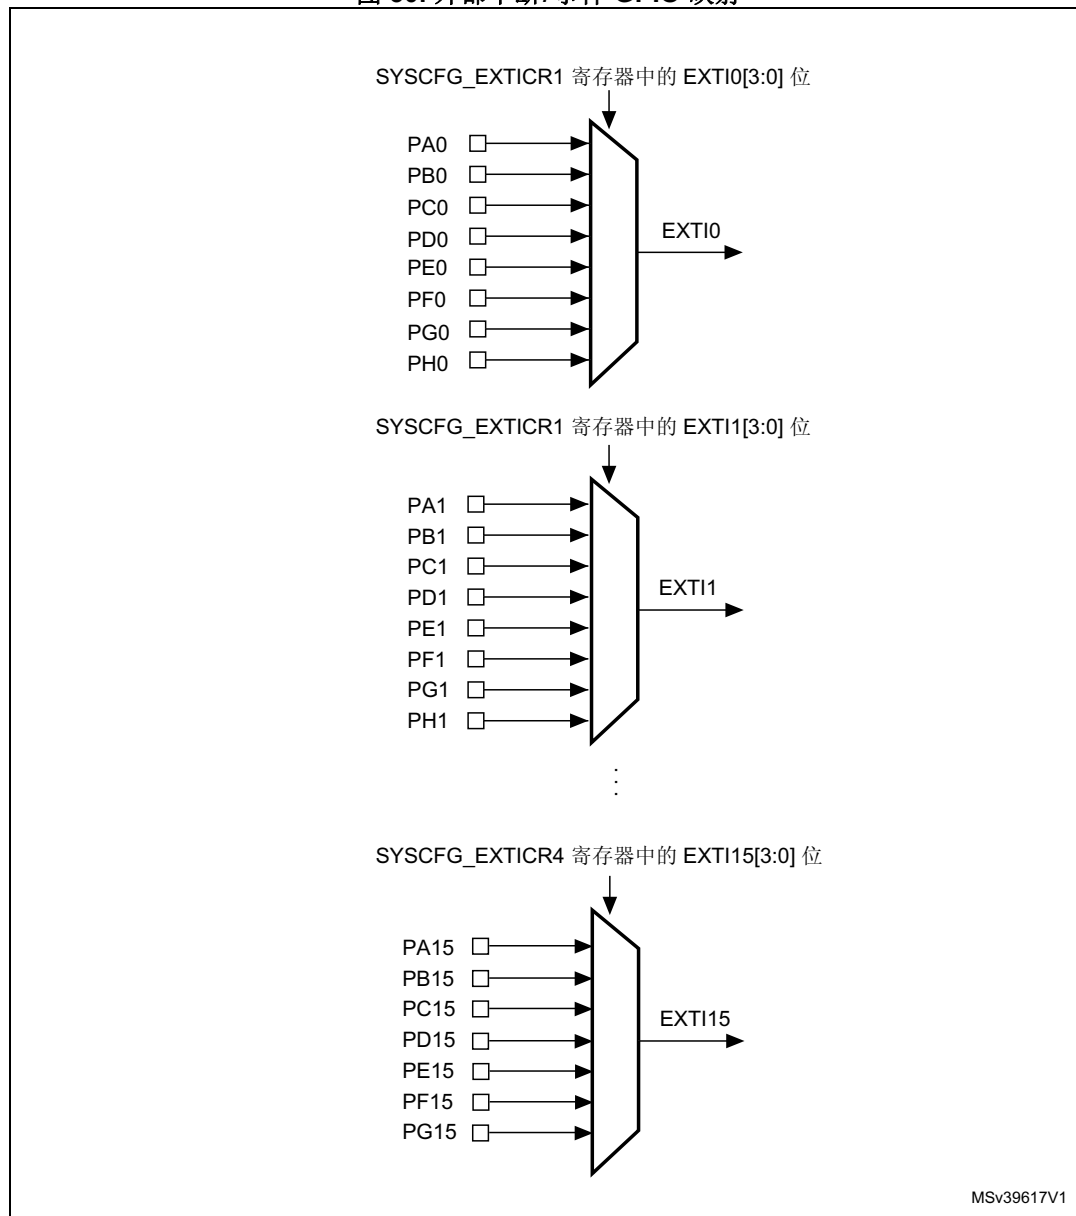 SYSCFG_EXTICR1 寄存器中的 EXTI0[3:0] 位
PA0
PB0
PC0
PD0
PE0
PF0
PG0
PH0
EXTI0
SYSCFG_EXTICR1 寄存器中的 EXTI1[3:0] 位
PA1
PB1
PC1
PD1
PE1
PF1
PG1
PH1
EXTI1
SYSCFG_EXTICR4 寄存器中的 EXTI15[3:0] 位
PA15
PB15
PC15
PD15
PE15
PF15
PG15
EXTI15
MSv39617V1